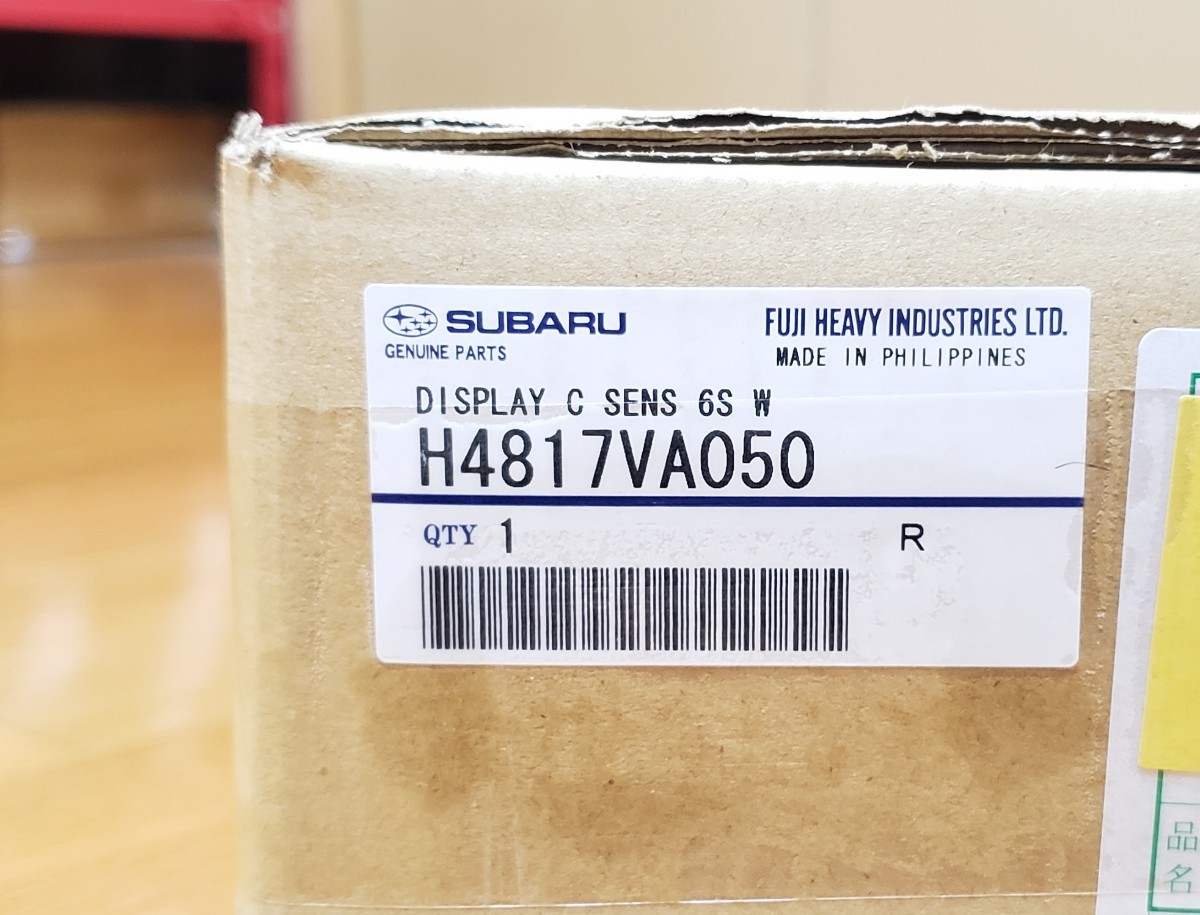 SUBARU
GENUINE PARTS
FUJI HEAVY INDUSTRIES LTD.
MADE IN PHILIPPINES
DISPLAY C SENS 6S W
H4817VA050
QTY 1 R
品
名